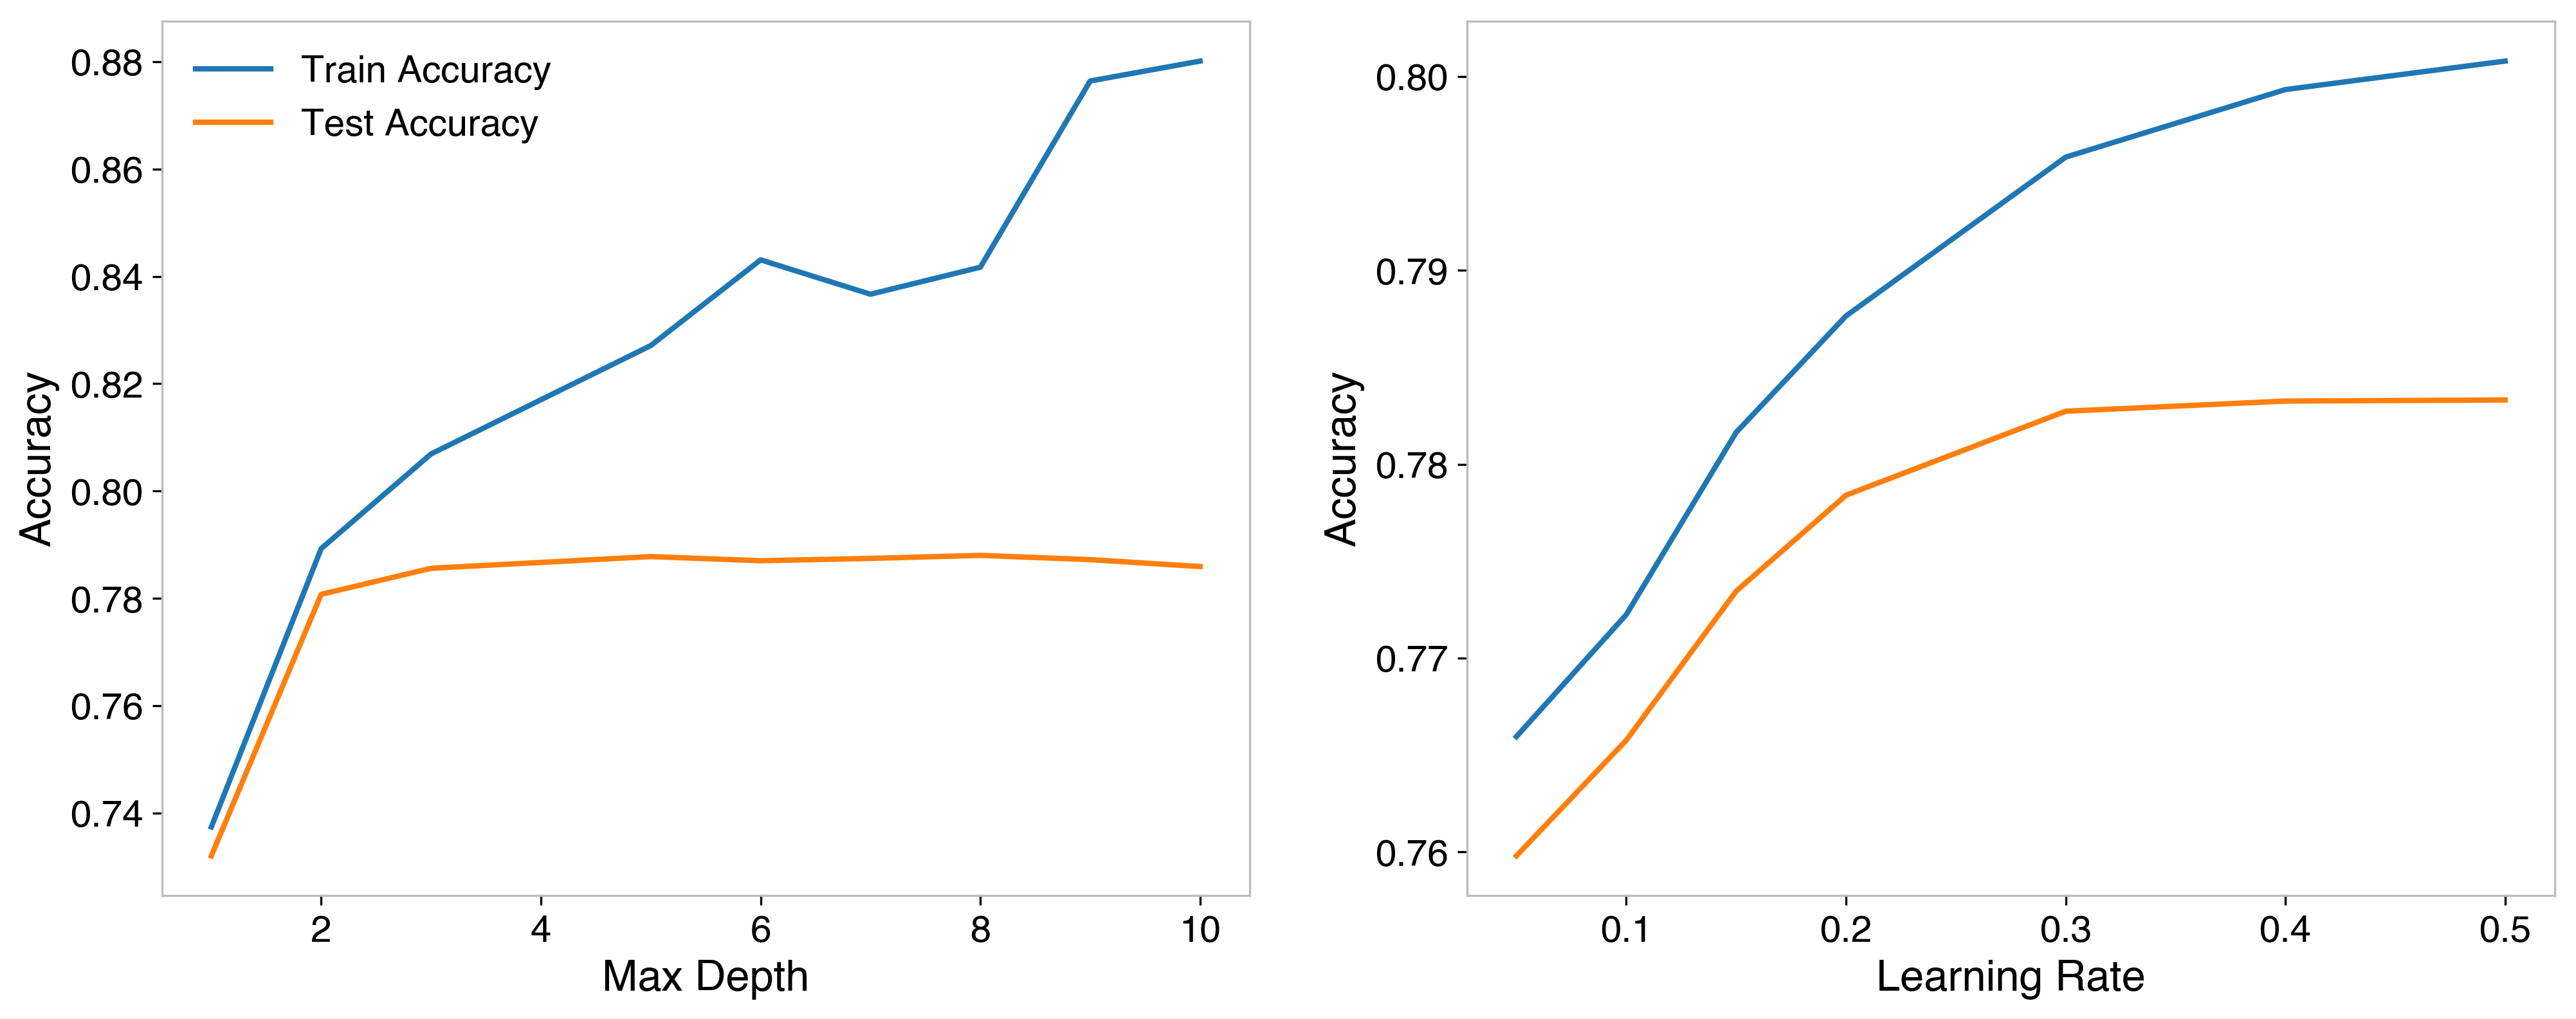 Train Accuracy
Test Accuracy
Accuracy
0.88
0.86
0.84
0.82
0.80
0.78
0.76
0.74
2 4 6 8 10
Max Depth
Accuracy
0.80
0.79
0.78
0.77
0.76
0.1 0.2 0.3 0.4 0.5
Learning Rate